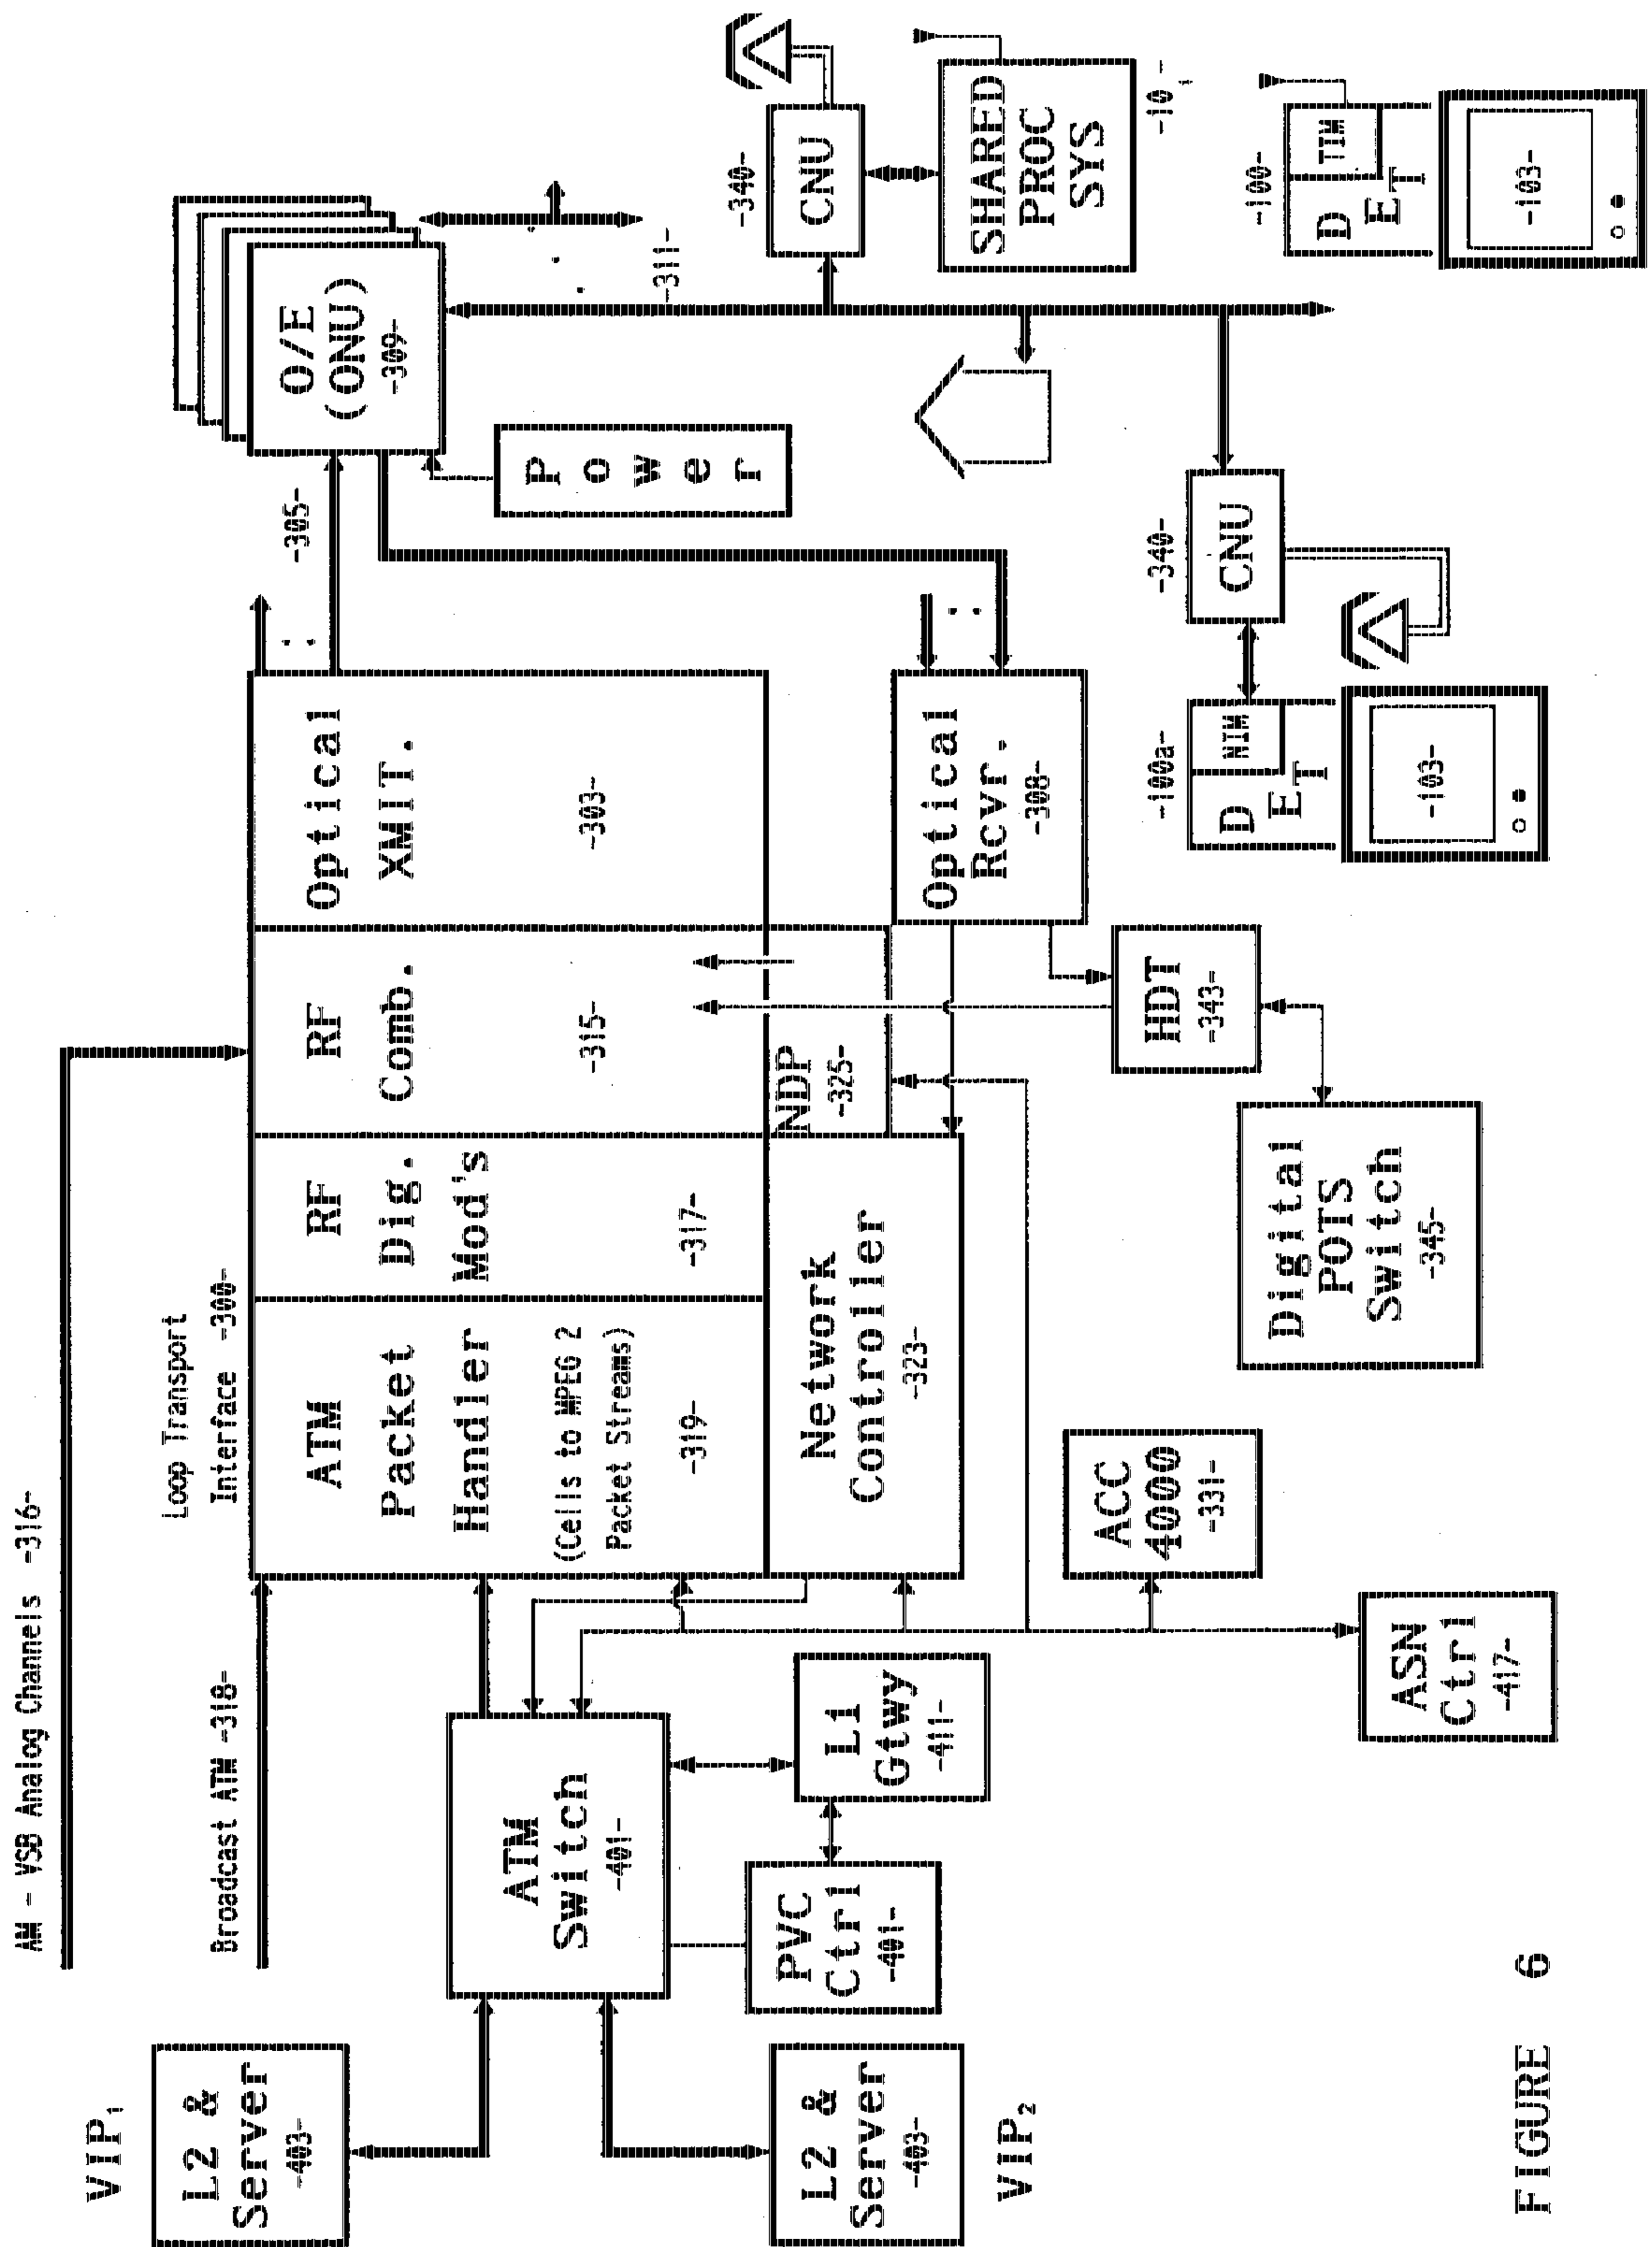 AM - VSB Analog Channels -316-
Loop Transport
Interface -300-
Broadcast ATM -318-
VIP1
L2 &
Server
-403-
L2 &
Server
-403-
VIP2
ATM
Switch
-401-
PVC
Ctrl
-401-
L1
Gtwy
-411-
ATM
Packet
Handler
(Cells to MPEG 2
Packet Streams)
-319-
RF
Dig.
Mod's
-317-
RF
Comb.
-315-
Optical
XMIT.
-303-
Network
Controller
-323-
NDP
-325-
Optical
Rcvr.
-308-
ACC
4000
-331-
ASN
Ctrl
-417-
HDT
-343-
Digital
POTS
Switch
-345-
-305-
O/E
(ONU)
-309-
Power
-311-
-340-
CNU
SHARED
PROC
SYS
-10
-340-
CNU
-100a-
DET
NIM
-103-
-100-
DET
TIM
-103-
FIGURE 6